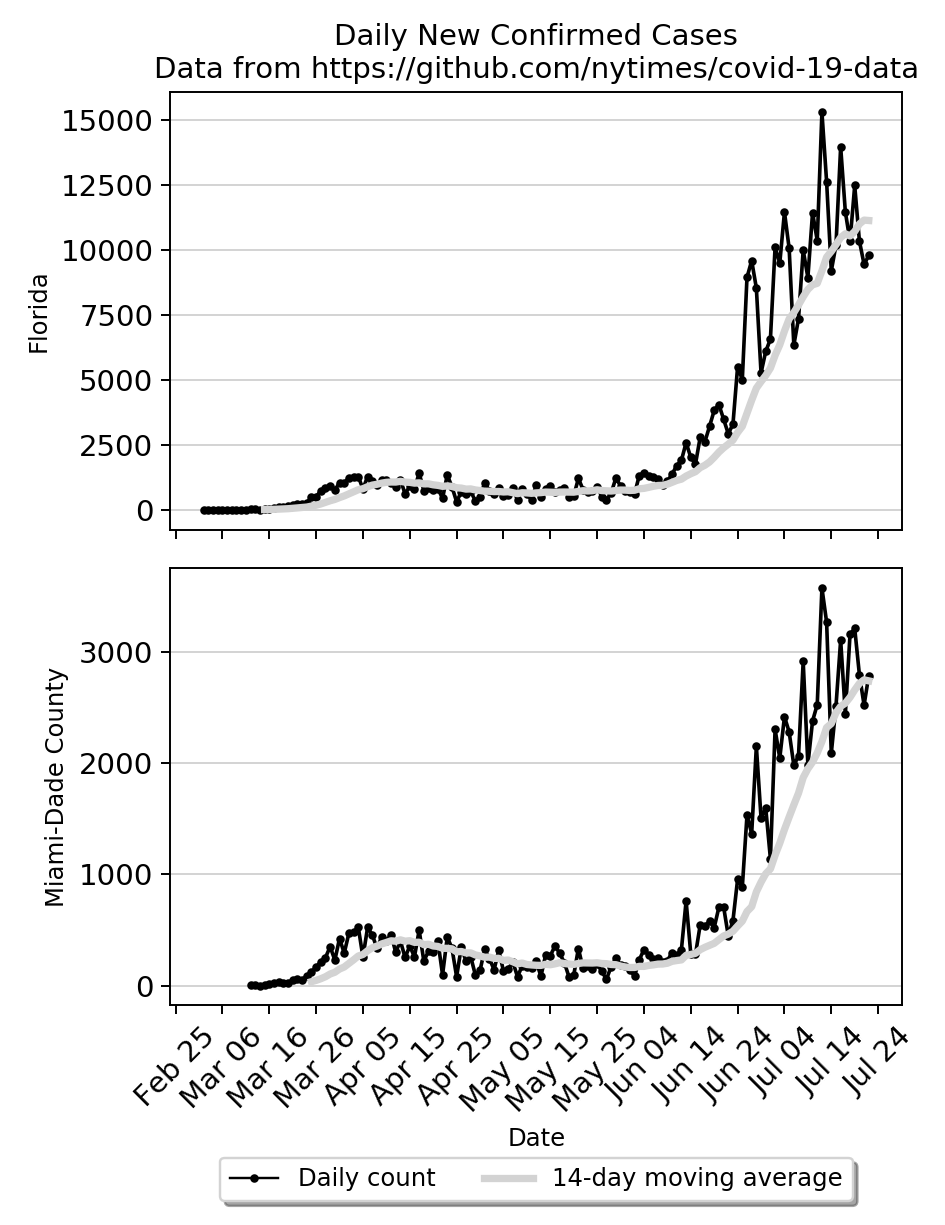 Daily New Confirmed Cases
Data from https://github.com/nytimes/covid-19-data
15000
12500
10000
7500
5000
2500
0
Florida
3000
2000
1000
0
Miami-Dade County
Feb 25
Mar 06
Mar 16
Mar 26
Apr 05
Apr 15
Apr 25
May 05
May 15
May 25
Jun 04
Jun 14
Jun 24
Jul 04
Jul 14
Jul 24
Date
Daily count
14-day moving average